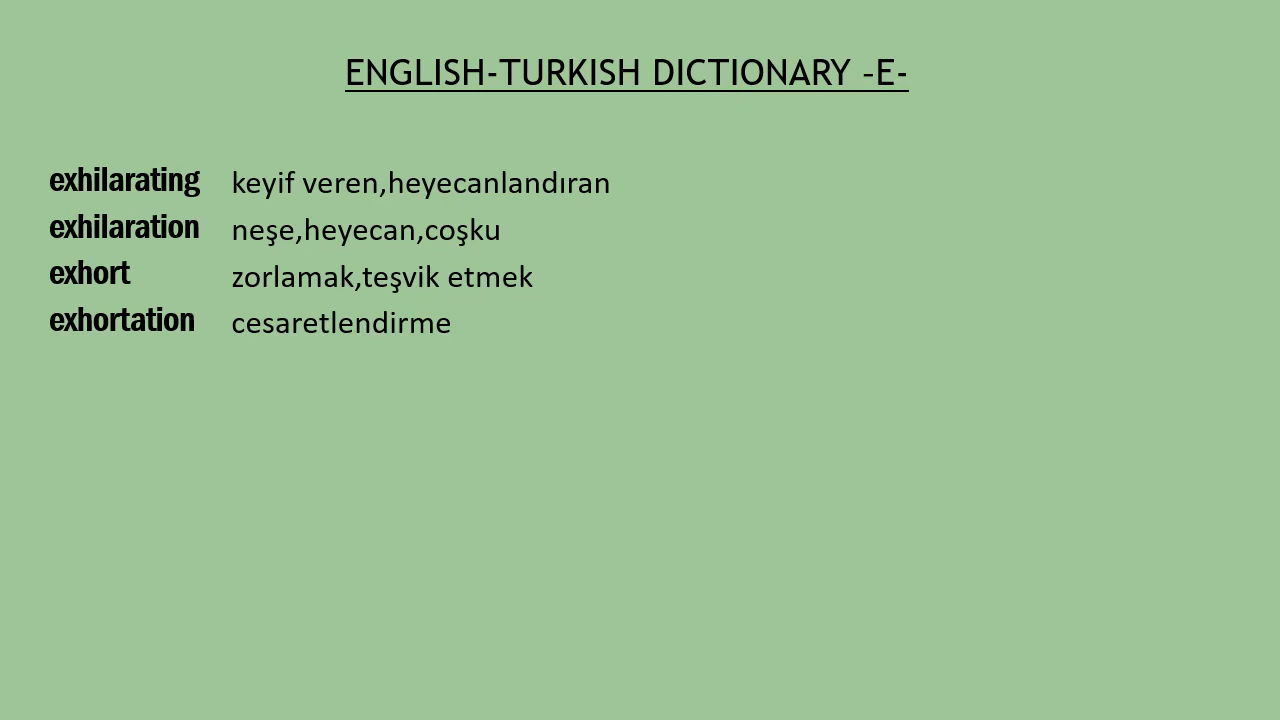 ENGLISH-TURKISH DICTIONARY –E-
exhilarating keyif veren,heyecanlandıran
exhilaration neşe,heyecan,coşku
exhort zorlamak,teşvik etmek
exhortation cesaretlendirme